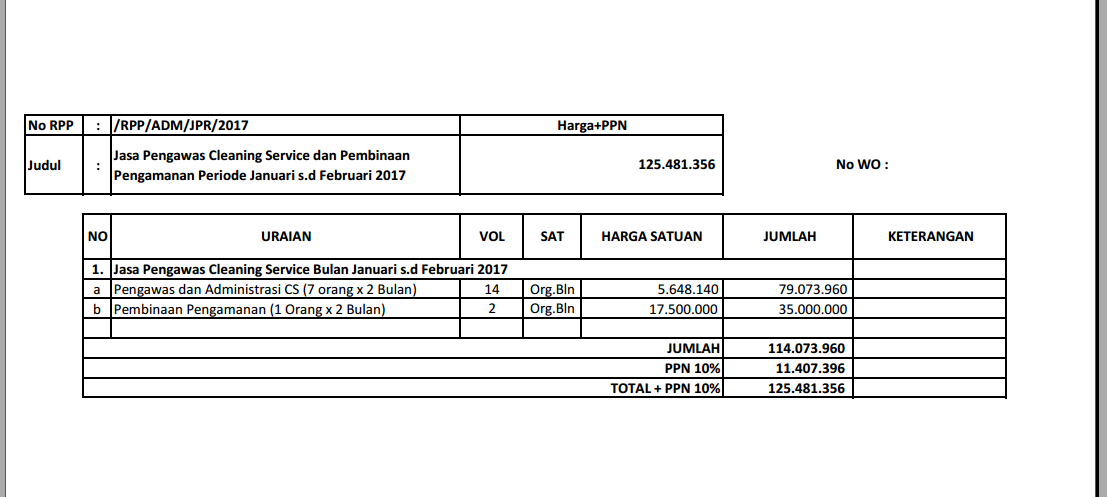 No RPP : /RPP/ADM/JPR/2017 Harga+PPN
Judul : Jasa Pengawas Cleaning Service dan Pembinaan
Pengamanan Periode Januari s.d Februari 2017 125.481.356 No WO :
NO URAIAN VOL SAT HARGA SATUAN JUMLAH KETERANGAN
1. Jasa Pengawas Cleaning Service Bulan Januari s.d Februari 2017
a Pengawas dan Administrasi CS (7 orang x 2 Bulan) 14 Org.Bln 5.648.140 79.073.960
b Pembinaan Pengamanan (1 Orang x 2 Bulan) 2 Org.Bln 17.500.000 35.000.000
JUMLAH 114.073.960
PPN 10% 11.407.396
TOTAL + PPN 10% 125.481.356